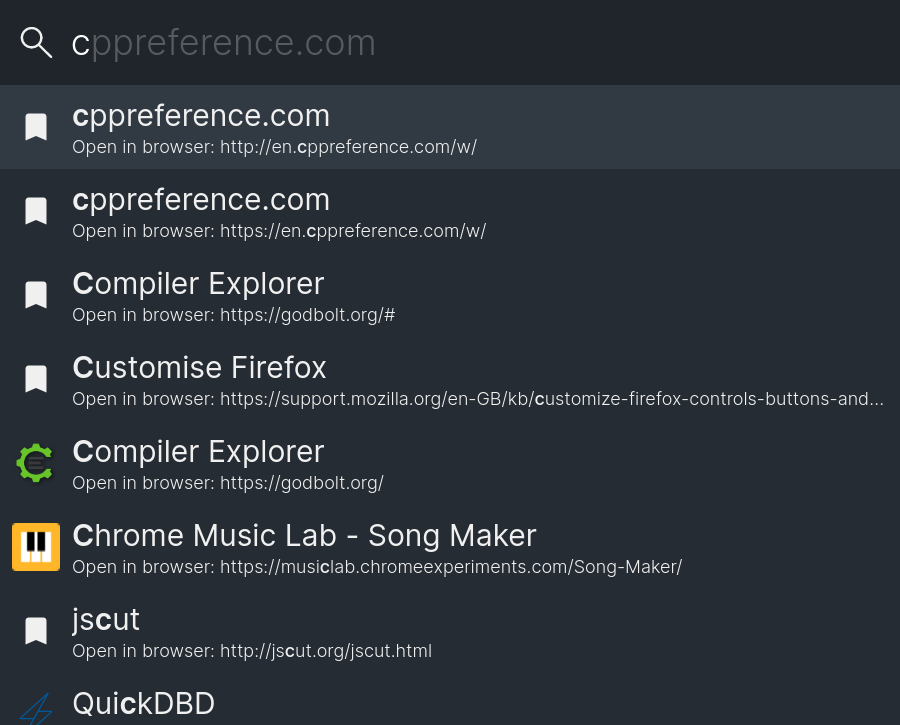 cppreference.com
cppreference.com
Open in browser: http://en.cppreference.com/w/
cppreference.com
Open in browser: https://en.cppreference.com/w/
Compiler Explorer
Open in browser: https://godbolt.org/#
Customise Firefox
Open in browser: https://support.mozilla.org/en-GB/kb/customize-firefox-controls-buttons-and...
Compiler Explorer
Open in browser: https://godbolt.org/
Chrome Music Lab - Song Maker
Open in browser: https://musiclab.chromeexperiments.com/Song-Maker/
jscut
Open in browser: http://jscut.org/jscut.html
QuickDBD